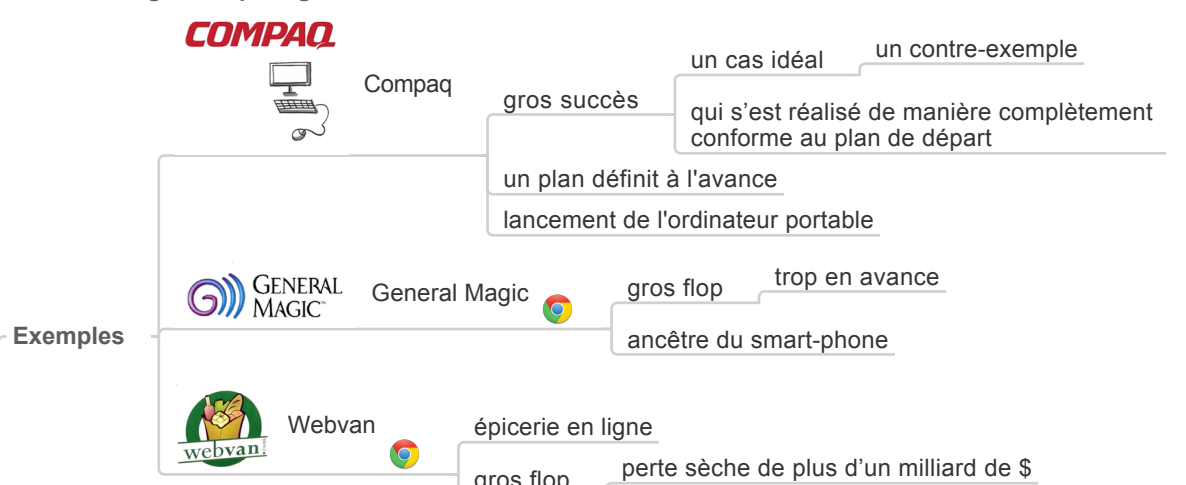 COMPAQ
Compaq
gros succès
un cas idéal
un contre-exemple
qui s’est réalisé de manière complètement
conforme au plan de départ
un plan définit à l'avance
lancement de l'ordinateur portable
GENERAL
MAGIC™
General Magic
gros flop
trop en avance
ancêtre du smart-phone
Exemples
webvan
Webvan
épicerie en ligne
gros flop
perte sèche de plus d’un milliard de $